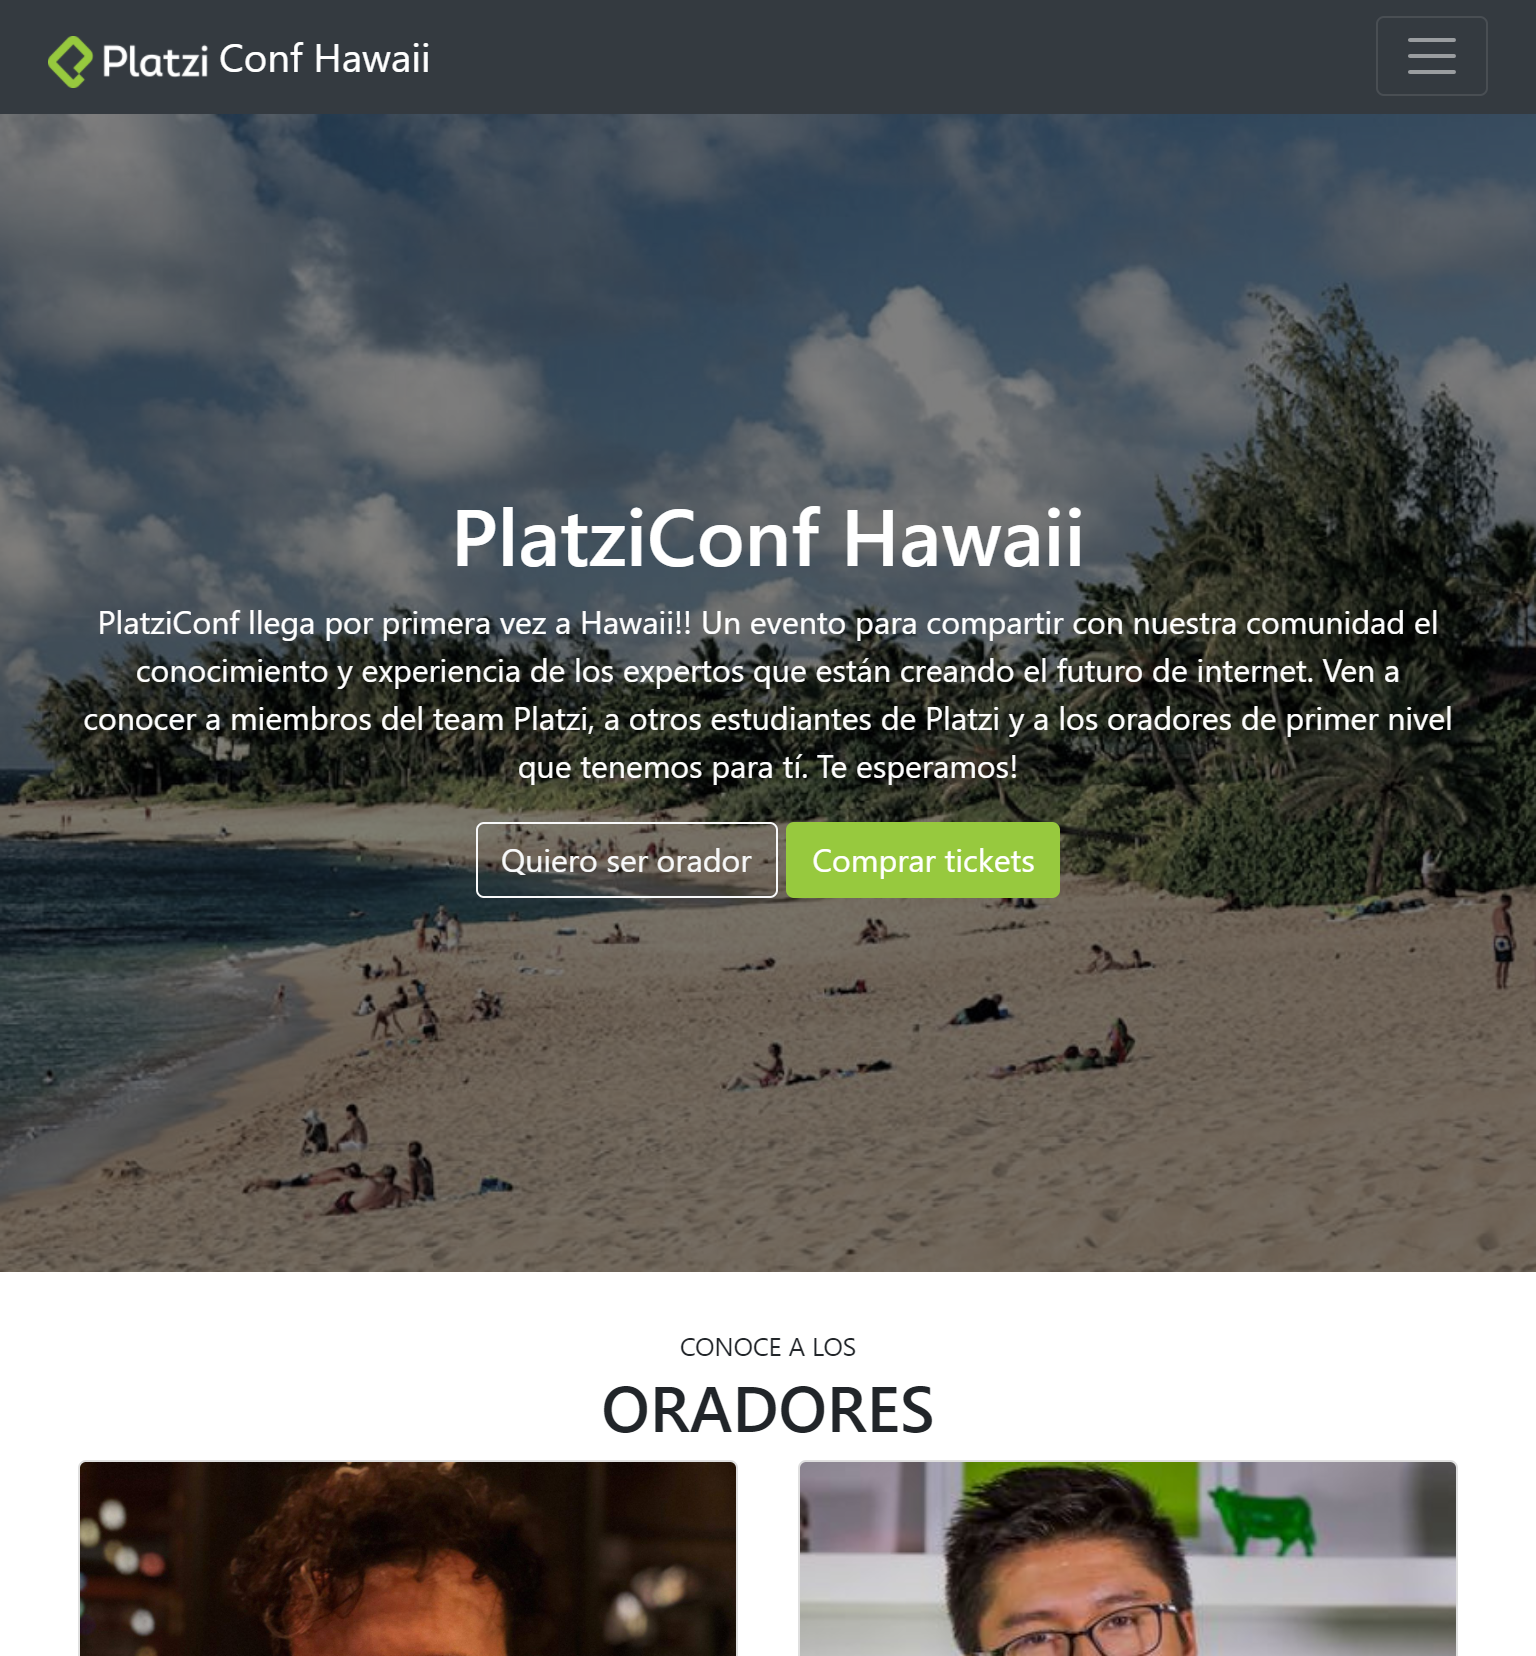 Platzi Conf Hawaii
PlatziConf Hawaii
PlatziConf llega por primera vez a Hawaii!! Un evento para compartir con nuestra comunidad el
conocimiento y experiencia de los expertos que están creando el futuro de internet. Ven a
conocer a miembros del team Platzi, a otros estudiantes de Platzi y a los oradores de primer nivel
que tenemos para tí. Te esperamos!
Quiero ser orador
Comprar tickets
CONOCE A LOS
ORADORES